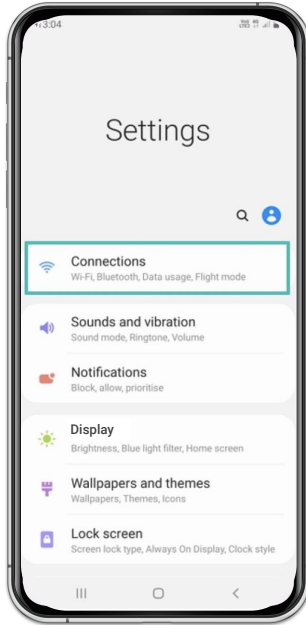 3:04
Settings
Connections
Wi-Fi, Bluetooth, Data usage, Flight mode
Sounds and vibration
Sound mode, Ringtone, Volume
Notifications
Block, allow, prioritise
Display
Brightness, Blue light filter, Home screen
Wallpapers and themes
Wallpapers, Themes, Icons
Lock screen
Screen lock type, Always On Display, Clock style